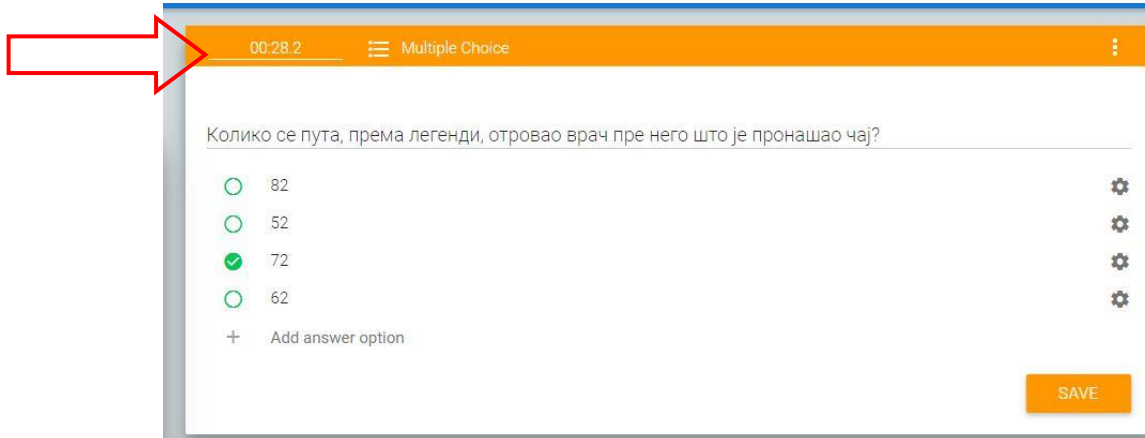 00:28.2 Multiple Choice
Колико се пута, према легенди, отровао врач пре него што је пронашао чај?
82
52
72
62
+ Add answer option
SAVE